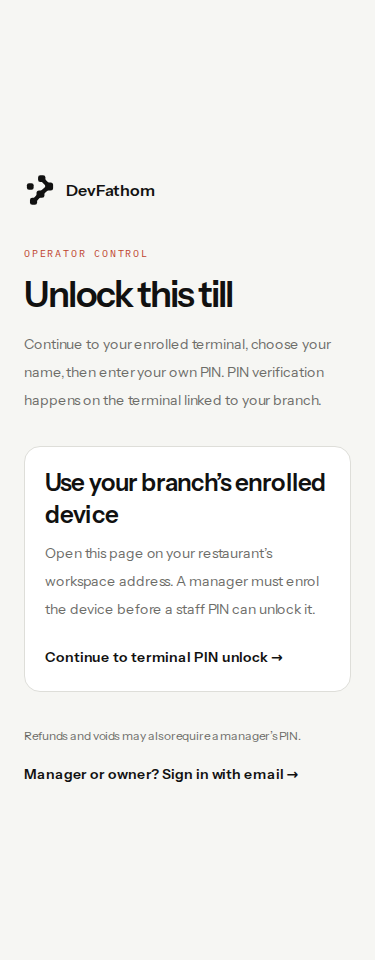 DevFathom
OPERATOR CONTROL
Unlock this till
Continue to your enrolled terminal, choose your
name, then enter your own PIN. PIN verification
happens on the terminal linked to your branch.
Use your branch’s enrolled
device
Open this page on your restaurant’s
workspace address. A manager must enrol
the device before a staff PIN can unlock it.
Continue to terminal PIN unlock →
Refunds and voids may also require a manager’s PIN.
Manager or owner? Sign in with email →